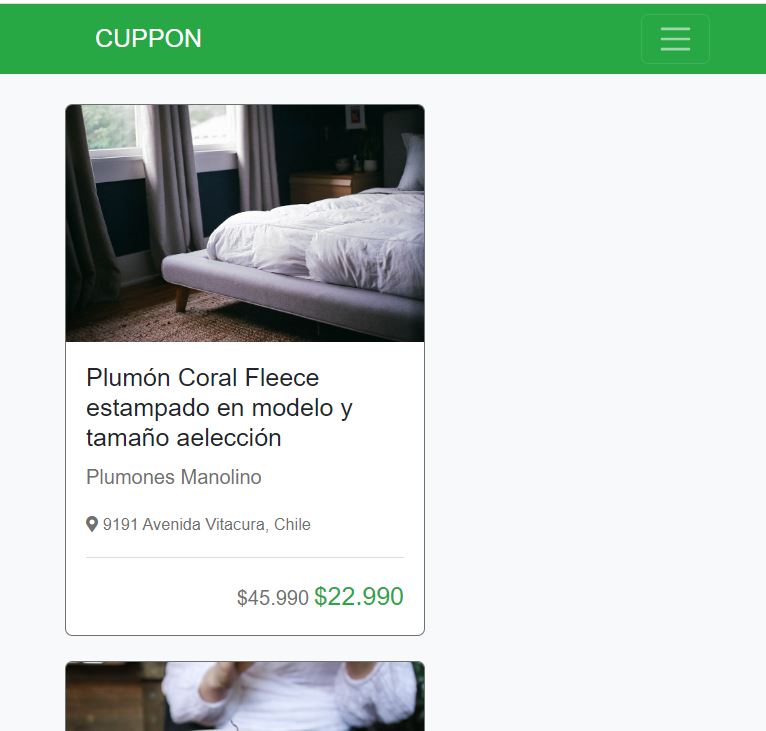 CUPPON
Plumón Coral Fleece
estampado en modelo y
tamaño aelección
Plumones Manolino
9191 Avenida Vitacura, Chile
$45.990 $22.990